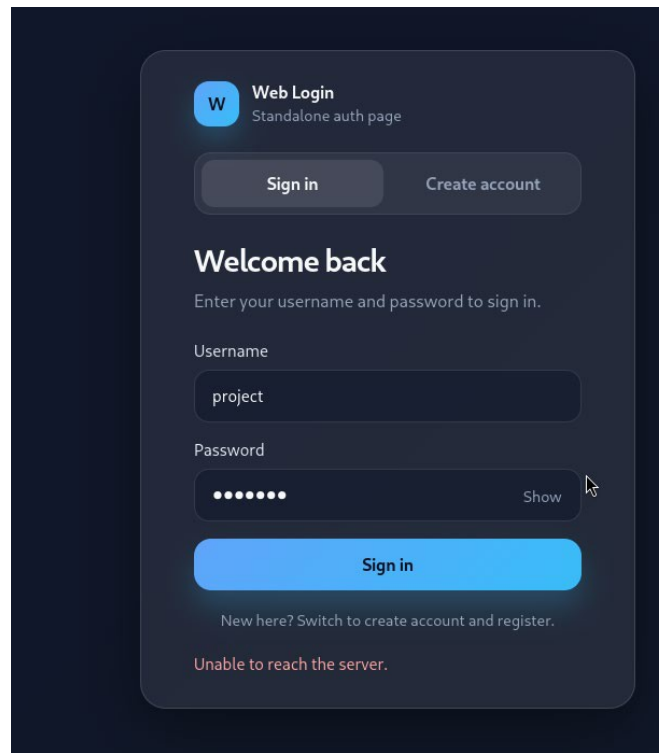 W
Web Login
Standalone auth page
Sign in
Create account
Welcome back
Enter your username and password to sign in.
Username
project
Password
•••••••
Show
Sign in
New here? Switch to create account and register.
Unable to reach the server.